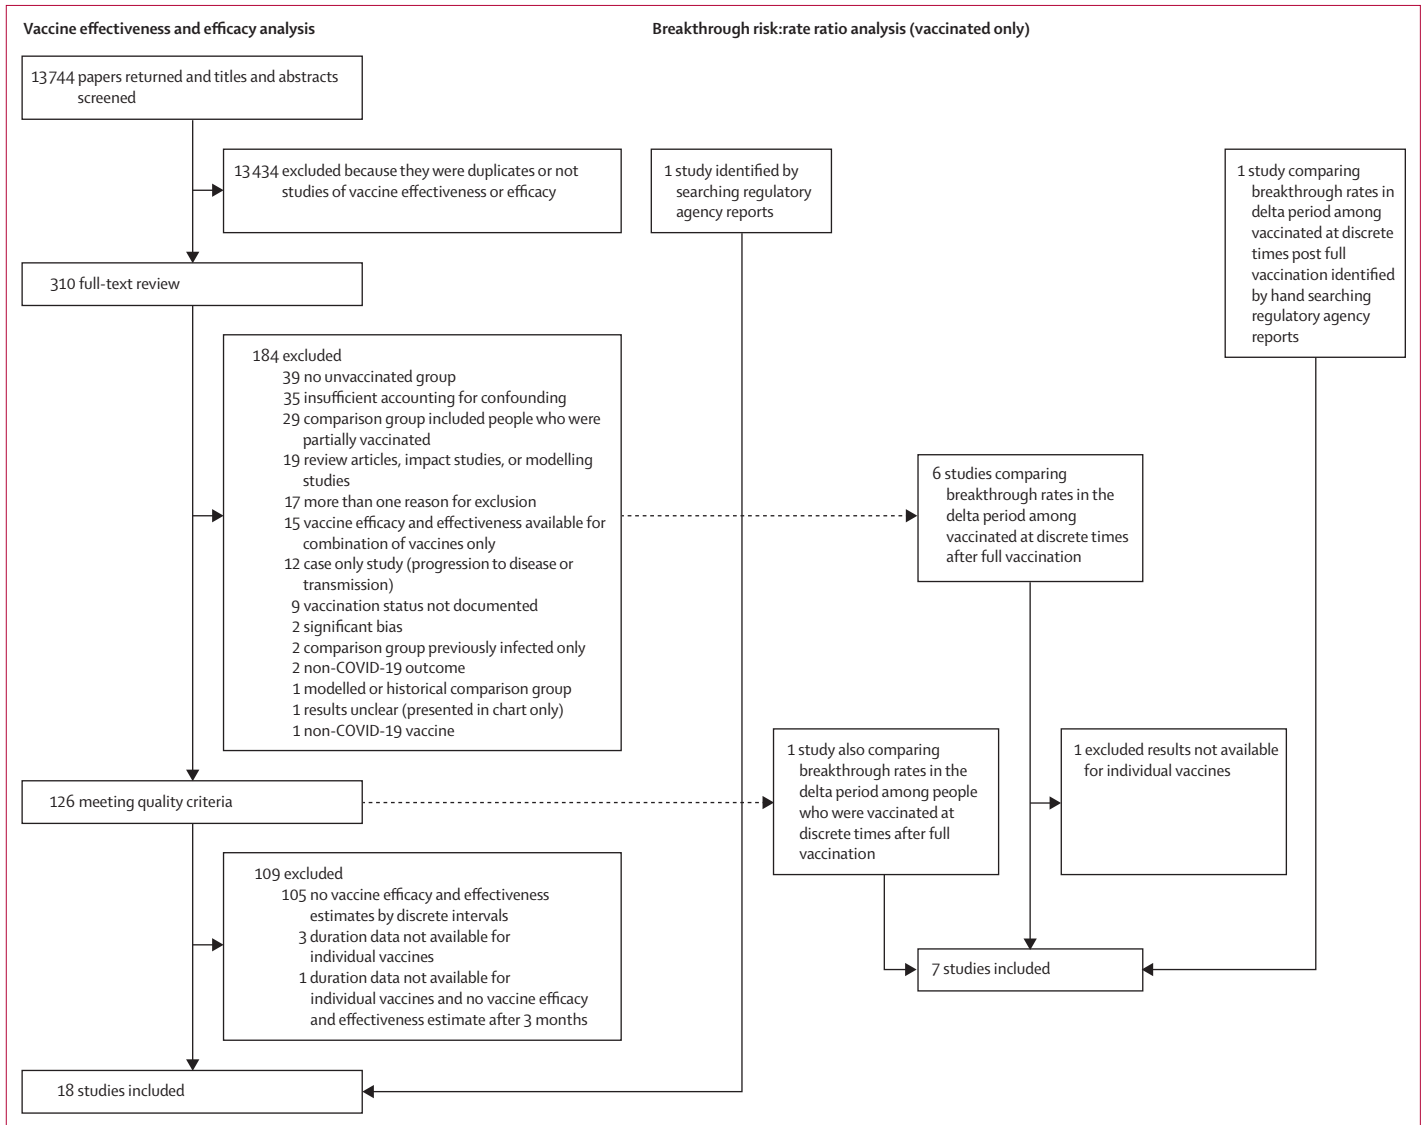 Vaccine effectiveness and efficacy analysis
Breakthrough risk:rate ratio analysis (vaccinated only)
13 744 papers returned and titles and abstracts
screened
13 434 excluded because they were duplicates or not
studies of vaccine effectiveness or efficacy
1 study identified by
searching regulatory
agency reports
1 study comparing
breakthrough rates in
delta period among
vaccinated at discrete
times post full
vaccination identified
by hand searching
regulatory agency
reports
310 full-text review
184 excluded
39 no unvaccinated group
35 insufficient accounting for confounding
29 comparison group included people who were
partially vaccinated
19 review articles, impact studies, or modelling
studies
17 more than one reason for exclusion
15 vaccine efficacy and effectiveness available for
combination of vaccines only
12 case only study (progression to disease or
transmission)
9 vaccination status not documented
2 significant bias
2 comparison group previously infected only
2 non-COVID-19 outcome
1 modelled or historical comparison group
1 results unclear (presented in chart only)
1 non-COVID-19 vaccine
6 studies comparing
breakthrough rates in the
delta period among
vaccinated at discrete times
after full vaccination
126 meeting quality criteria
1 study also comparing
breakthrough rates in the
delta period among people
who were vaccinated at
discrete times after full
vaccination
1 excluded results not available
for individual vaccines
109 excluded
105 no vaccine efficacy and effectiveness
estimates by discrete intervals
3 duration data not available for
individual vaccines
1 duration data not available for
individual vaccines and no vaccine efficacy
and effectiveness estimate after 3 months
7 studies included
18 studies included